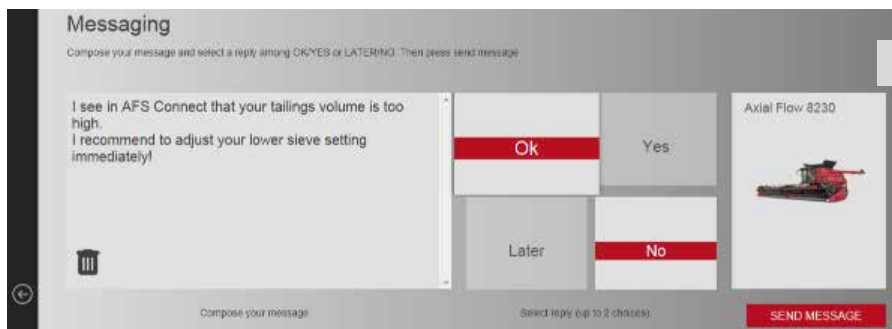 Messaging
Compose your message and select a reply among OK/YES or LATER/NO. Then press send message
I see in AFS Connect that your tailings volume is too
high.
I recommend to adjust your lower sieve setting
immediately!
Ok
Yes
Later
No
Axial Flow 8230
Compose your message
Select reply (up to 2 choices)
SEND MESSAGE